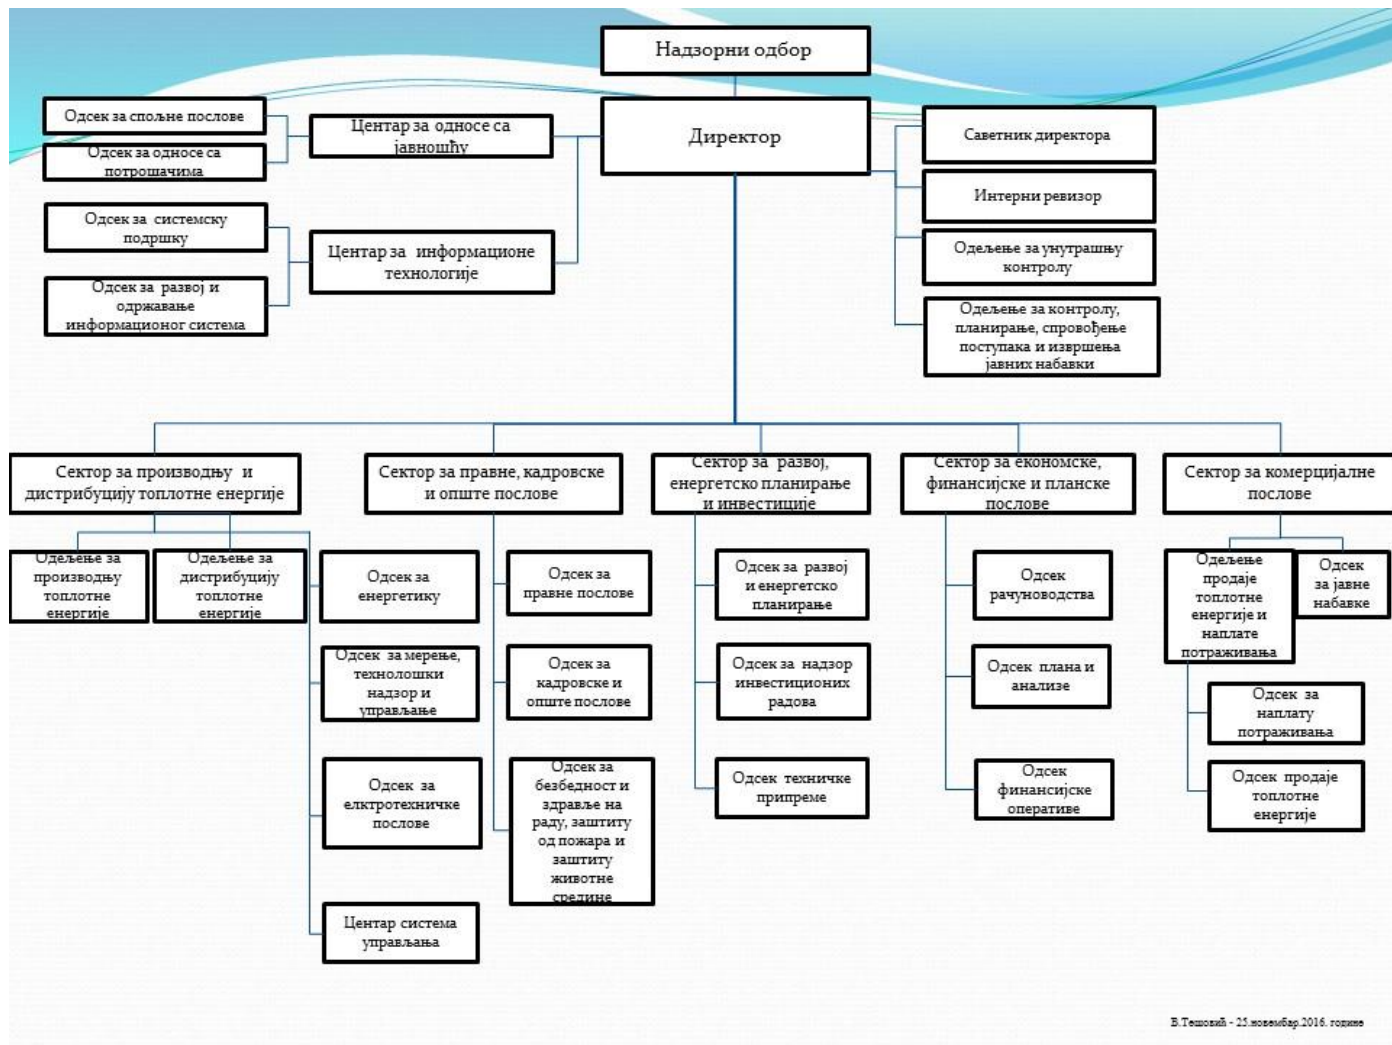 Надзорни одбор
Директор
Одсек за спољне послове
Одсек за односе са
потрошачима
Центар за односе са
јавношћу
Одсек за системску
подршку
Одсек за развој и
одржавање
информационог система
Центар за информационе
технологије
Саветник директора
Интерни ревизор
Одељење за унутрашњу
контролу
Одељење за контролу,
планирање, спровођење
поступака и извршења
јавних набавки
Сектор за производњу и
дистрибуцију топлотне енергије
Сектор за правне, кадровске
и опште послове
Сектор за развој,
енергетско планирање
и инвестиције
Сектор за економске,
финансијске и планске
послове
Сектор за комерцијалне
послове
Одељење за
производњу
топлотне
енергије
Одељење за
дистрибуцију
топлотне
енергије
Одсек за
енергетику
Одсек за мерење,
технолошки
надзор и
управљање
Одсек за
елктротехничке
послове
Центар система
управљања
Одсек за
правне послове
Одсек за
кадровске и
опште послове
Одсек за
безбедност и
здравље на
раду, заштиту
од пожара и
заштиту
животне
средине
Одсек за развој
и енергетско
планирање
Одсек за надзор
инвестиционих
радова
Одсек техничке
припреме
Одсек
рачуноводства
Одсек плана и
анализе
Одсек
финансијске
оперативе
Одељење
продаје
топлотне
енергије и
наплате
потраживања
Одсек
за јавне
набавке
Одсек за
наплату
потраживања
Одсек продаје
топлотне
енергије
В.Тешовић - 25.новембар.2016. године